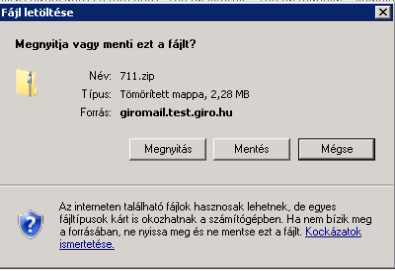 Fájl letöltése
Megnyitja vagy menti ezt a fájlt?
Név: 711.zip
Típus: Tömörített mappa, 2,28 MB
Forrás: giromail.test.giro.hu
Megnyitás Mentés Mégse
Az interneten található fájlok hasznosak lehetnek, de egyes
fájltípusok kárt is okozhatnak a számítógépben. Ha nem bízik meg
a forrásában, ne nyissa meg és ne mentse ezt a fájlt. Kockázatok
ismertetése.